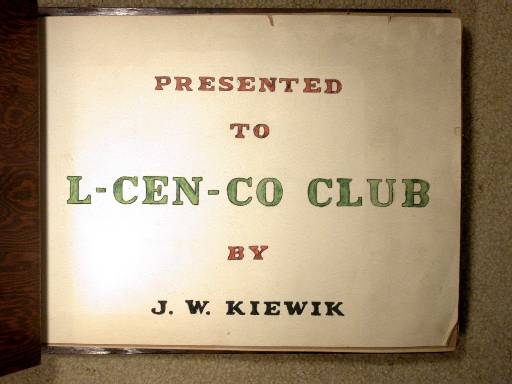 PRESENTED
TO
L-CEN-CO CLUB
BY
J. W. KIEWIK